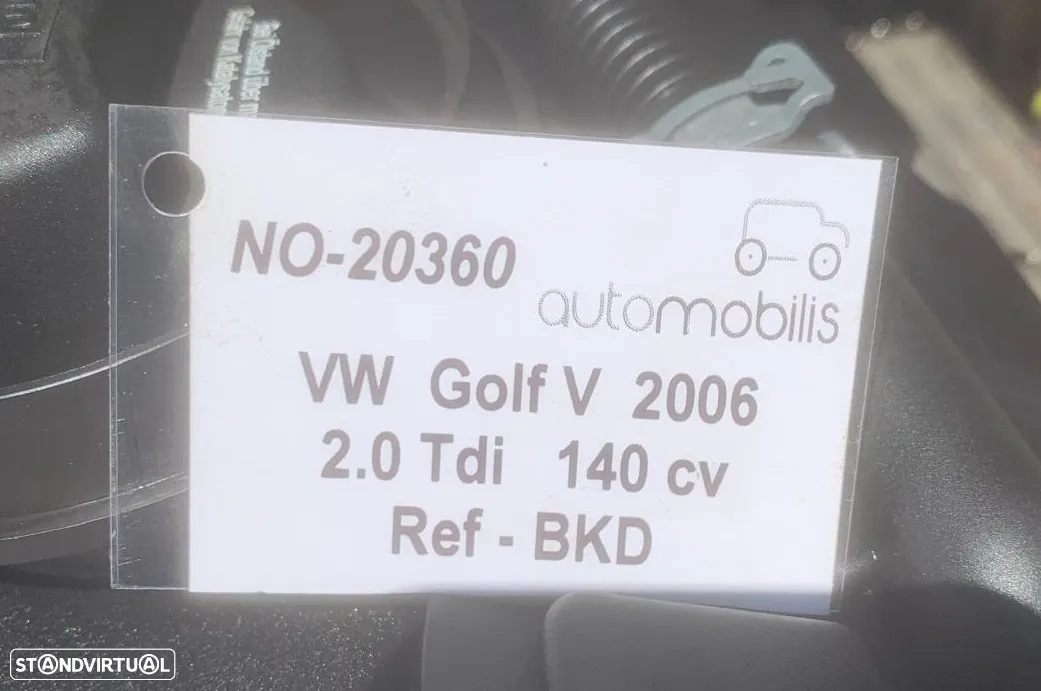 NO-20360
automobilis
VW Golf V 2006
2.0 Tdi 140 cv
Ref - BKD
STANDVIRTUAL